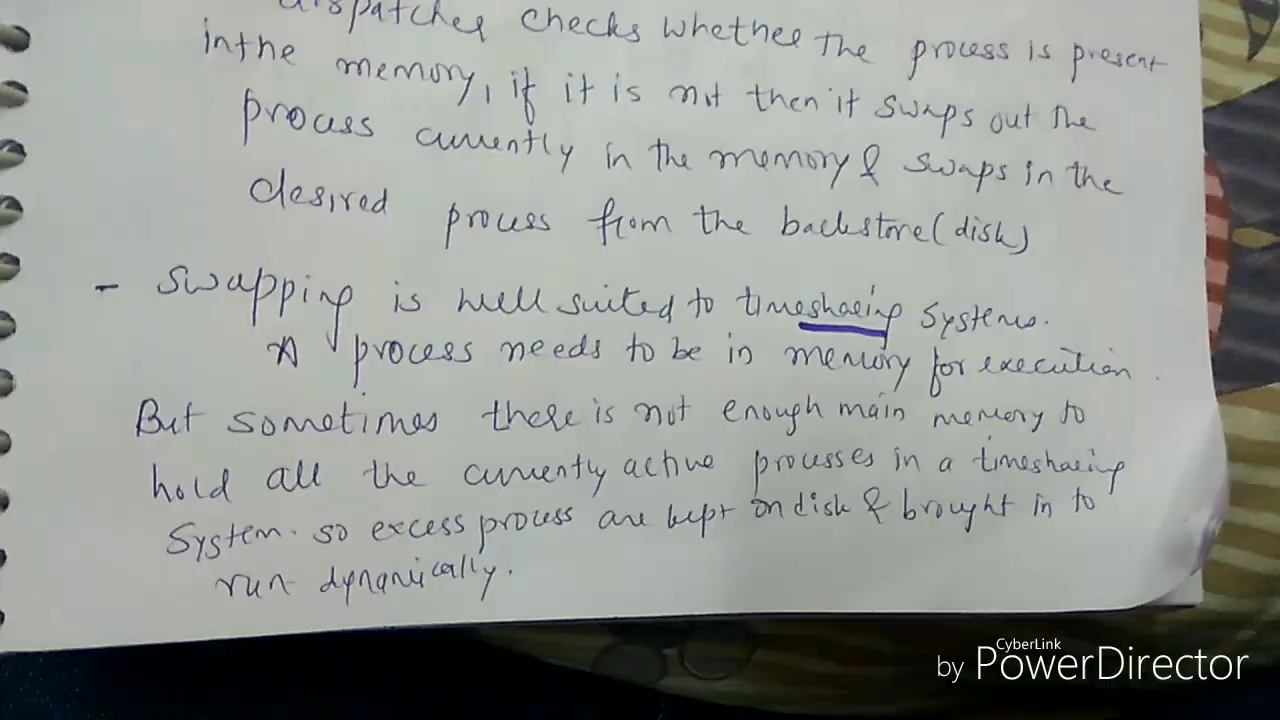 dispatcher checks whether the process is present
in the memory, if it is not then it swaps out the
process currently in the memory & swaps in the
desired process from the backstore (disk)
- Swapping is well suited to timesharing systems.
A process needs to be in memory for execution.
But sometimes there is not enough main memory to
hold all the currently active processes in a timesharing
System. so excess process are kept on disk & brought in to
run dynamically.
CyberLink
by PowerDirector